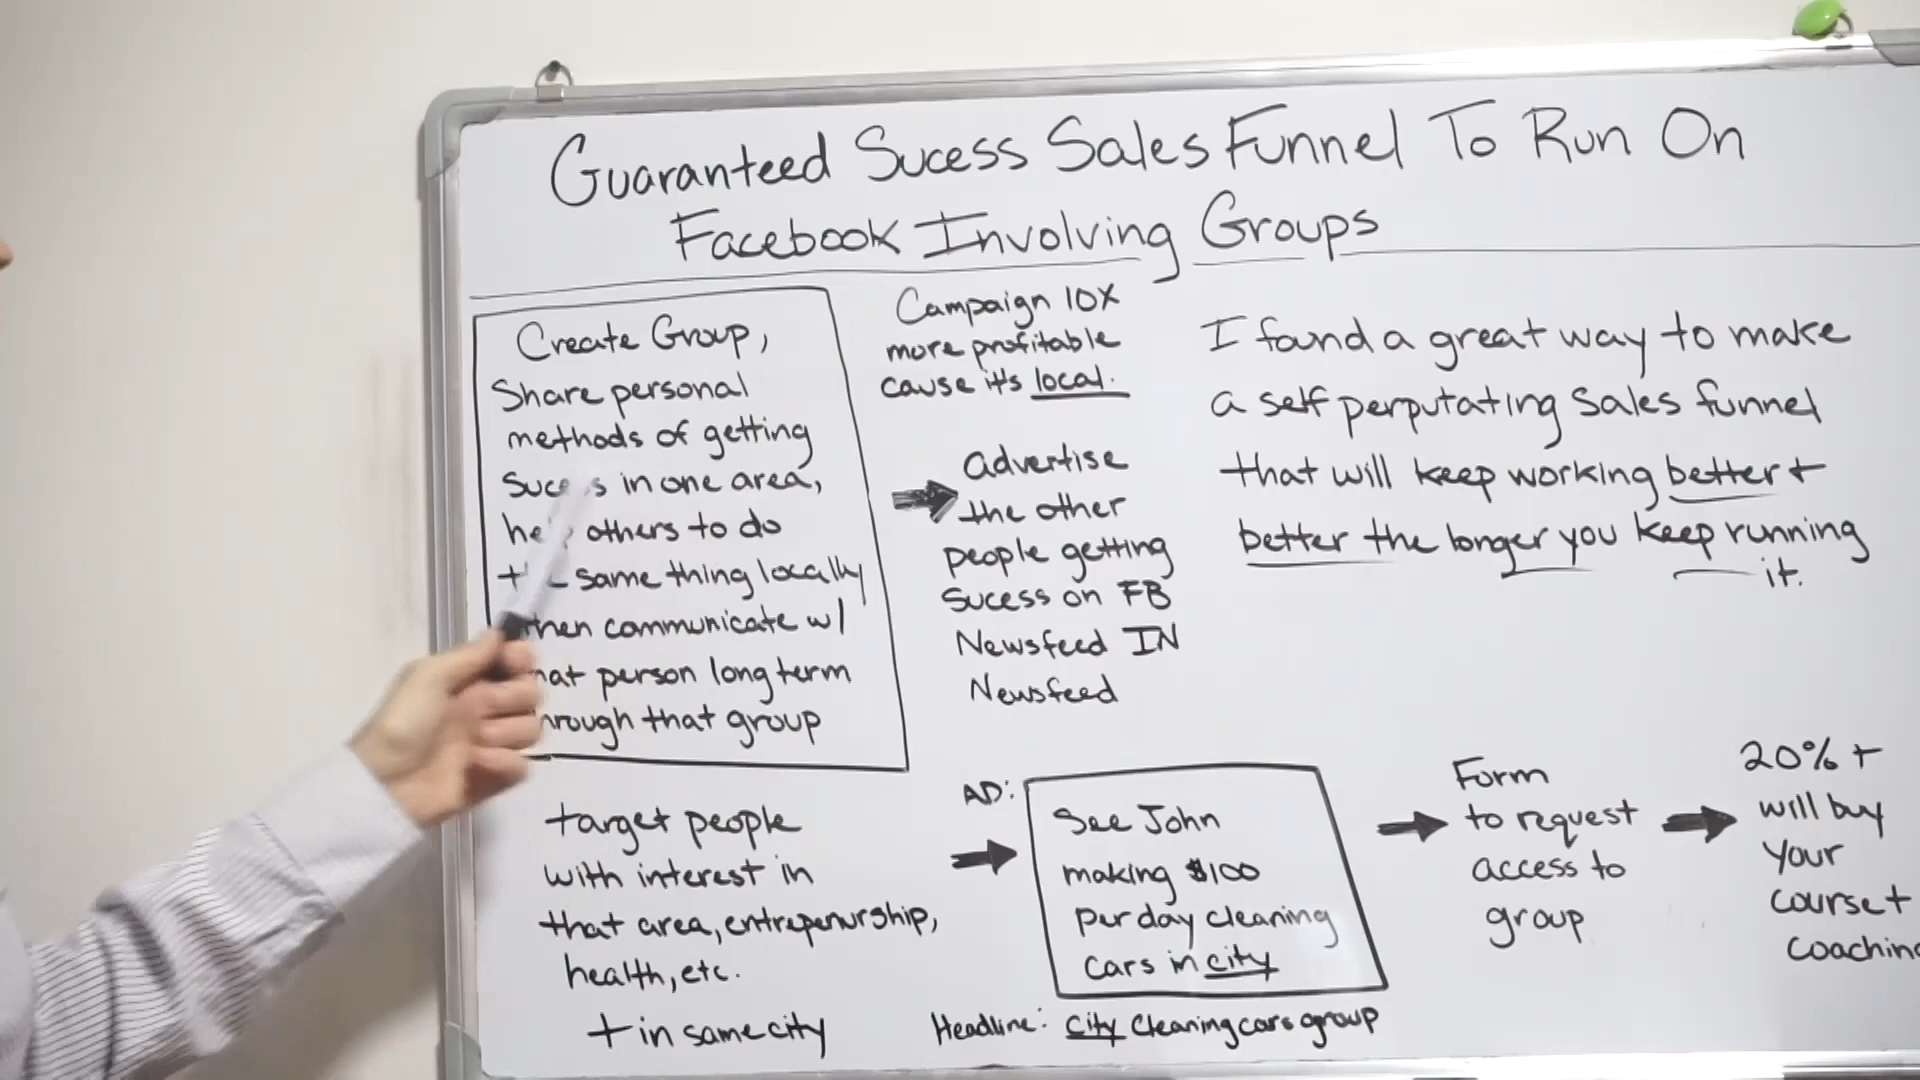 Guaranteed Sucess Sales Funnel To Run On
Facebook Involving Groups
Create Group,
Share personal
methods of getting
in one area,
others to do
same thing locally
then communicate w/
that person long term
through that group
Campaign 10X
more profitable
cause it's local.
advertise
the other
people getting
Sucess on FB
Newsfeed IN
Newsfeed
I found a great way to make
a self perputating Sales funnel
that will keep working better +
better the longer you keep running
it.
target people
with interest in
that area, entrepenurship,
health, etc.
+ in same city
AD:
See John
making $100
per day cleaning
cars in city
Headline: City Cleaning cars group
Form
to request
access to
group
20% +
will buy
your
course +
coaching